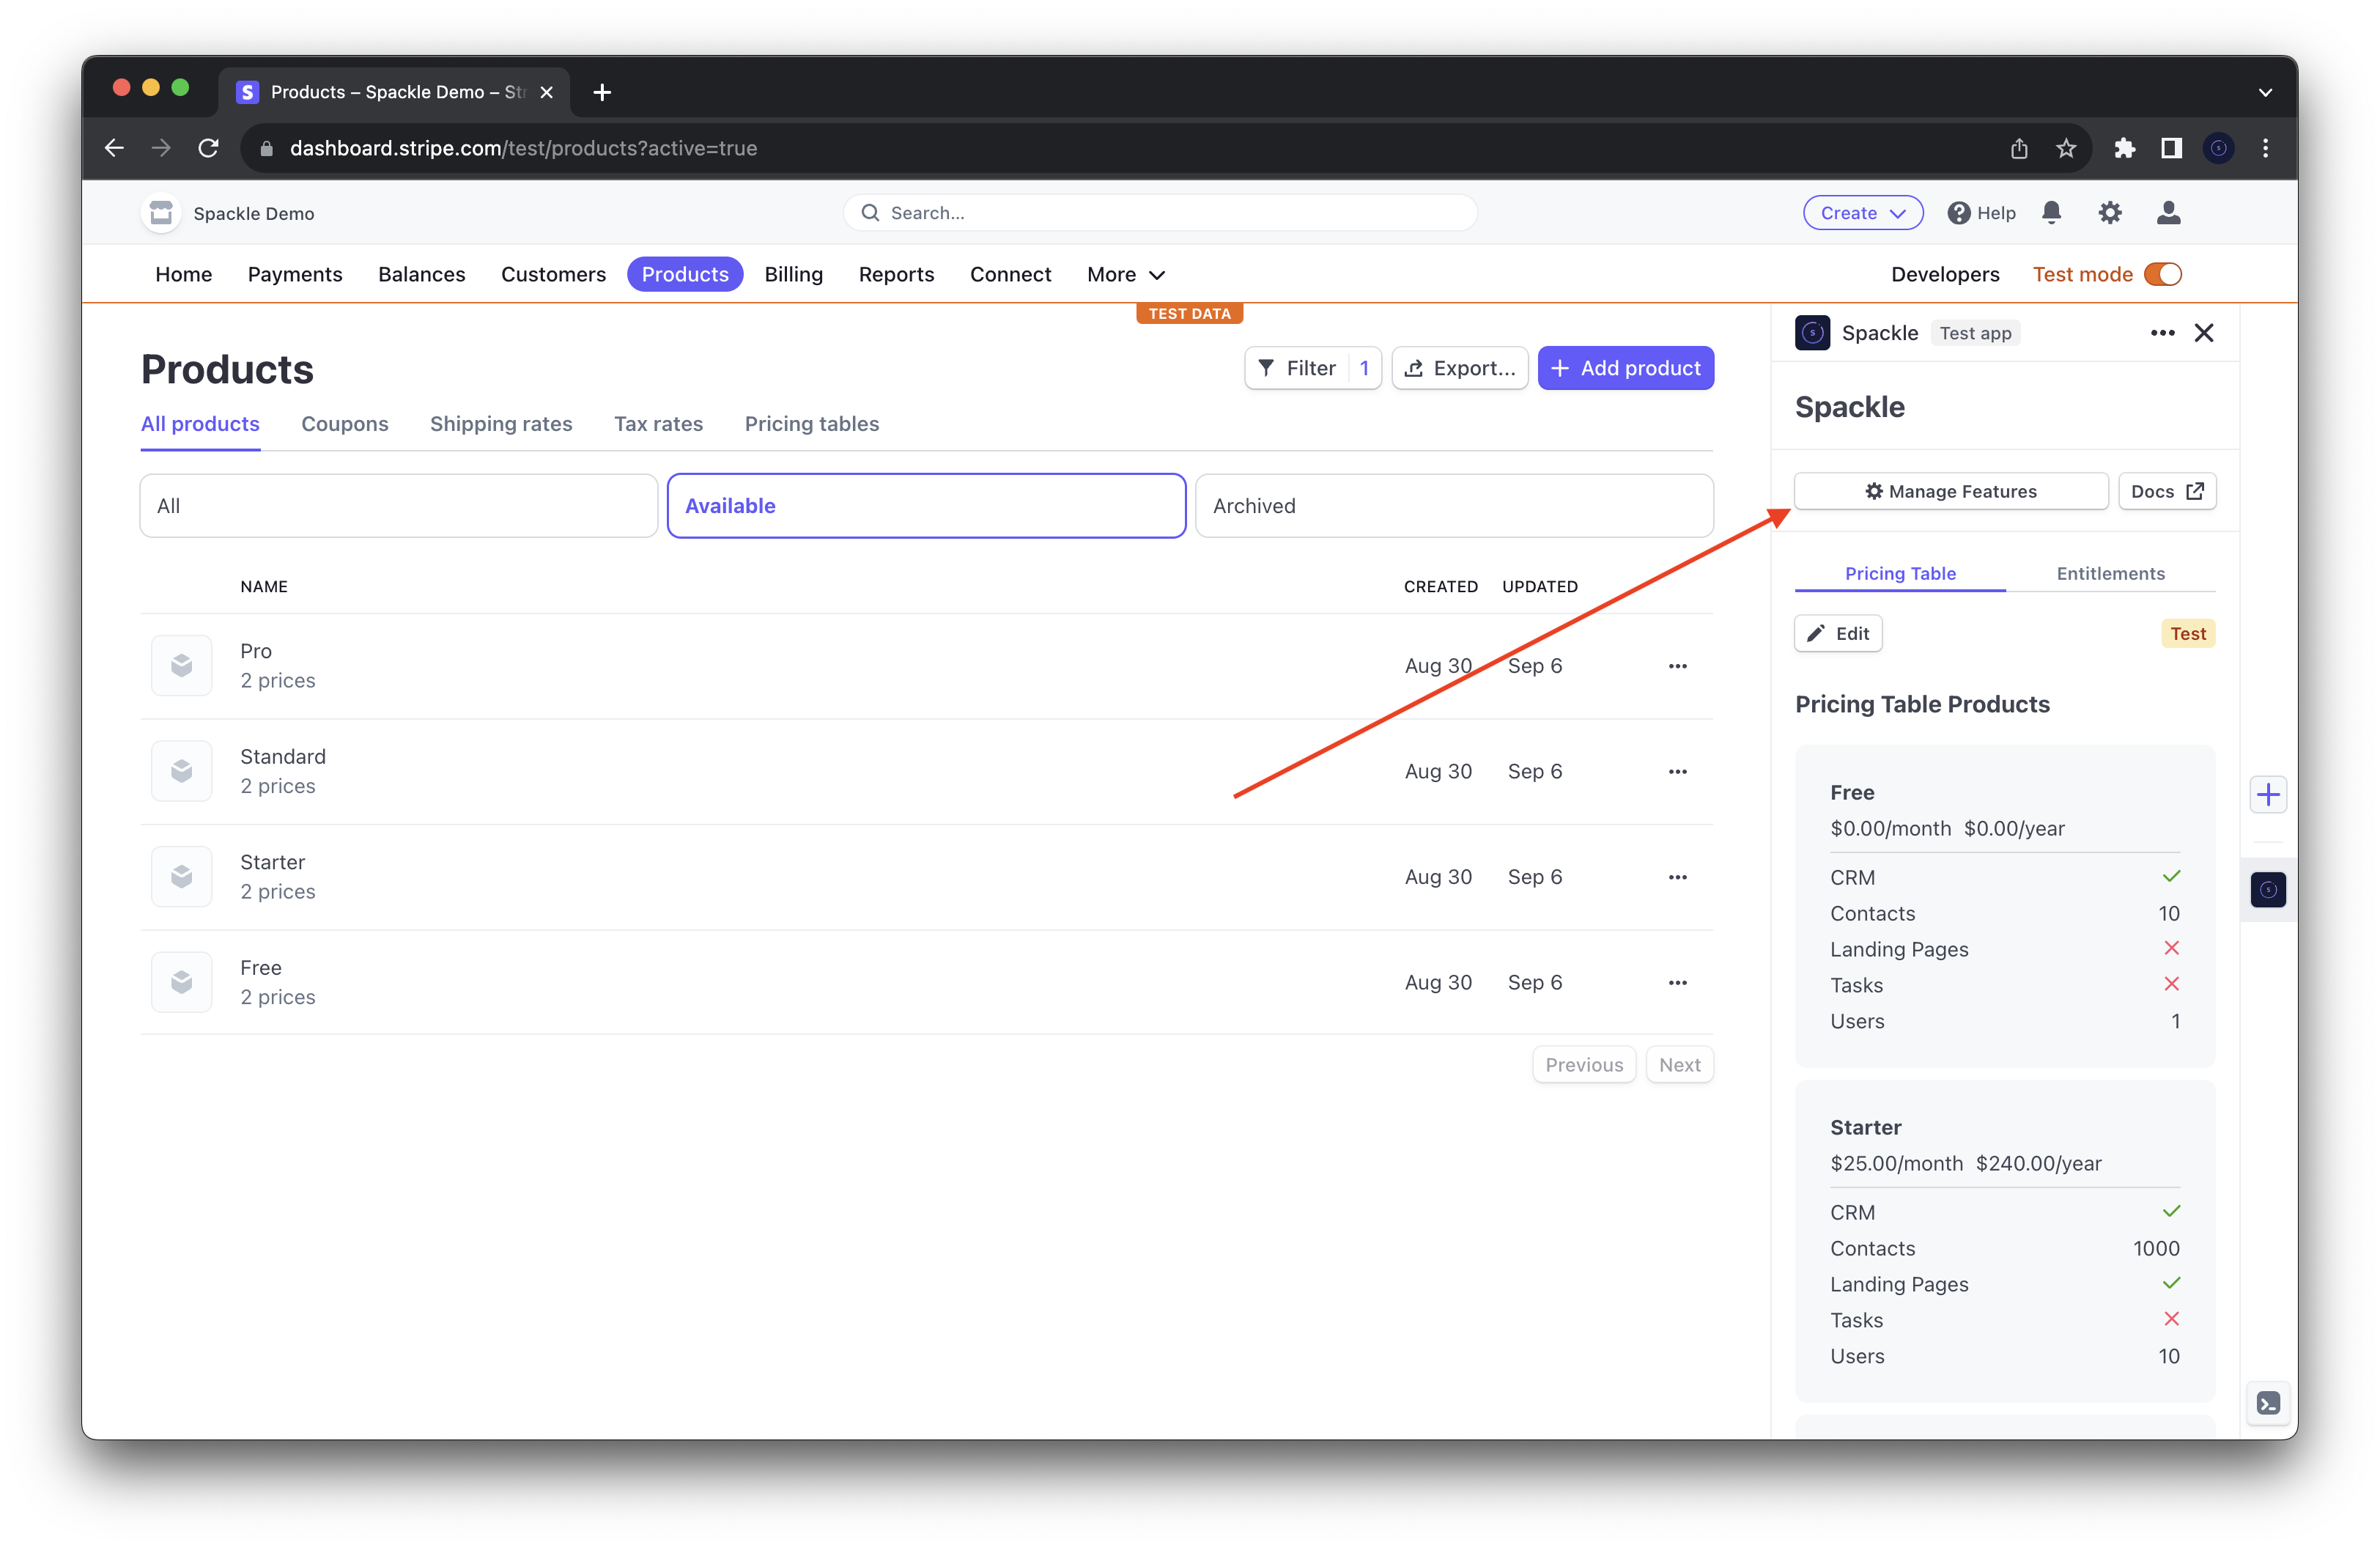 Products – Spackle Demo – St
dashboard.stripe.com/test/products?active=true
Spackle Demo
Search...
Create
Help
Home
Payments
Balances
Customers
Products
Billing
Reports
Connect
More
Developers
Test mode
TEST DATA
Products
Filter 1
Export...
Add product
All products
Coupons
Shipping rates
Tax rates
Pricing tables
All
Available
Archived
NAME CREATED UPDATED
Pro
2 prices
Aug 30 Sep 6
Standard
2 prices
Aug 30 Sep 6
Starter
2 prices
Aug 30 Sep 6
Free
2 prices
Aug 30 Sep 6
Previous
Next
Spackle Test app
Spackle
Manage Features
Docs
Pricing Table
Entitlements
Edit
Test
Pricing Table Products
Free
$0.00/month $0.00/year
CRM
Contacts 10
Landing Pages
Tasks
Users 1
Starter
$25.00/month $240.00/year
CRM
Contacts 1000
Landing Pages
Tasks
Users 10